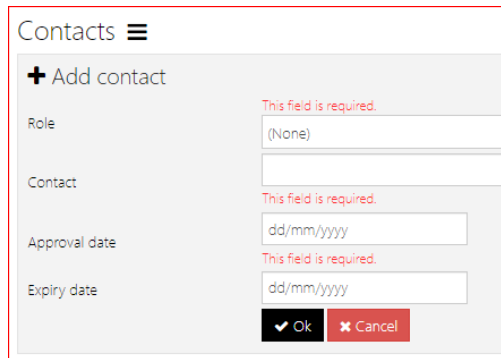 Contacts
Add contact
This field is required.
Role
(None)
Contact
This field is required.
Approval date
dd/mm/yyyy
This field is required.
Expiry date
dd/mm/yyyy
Ok
Cancel